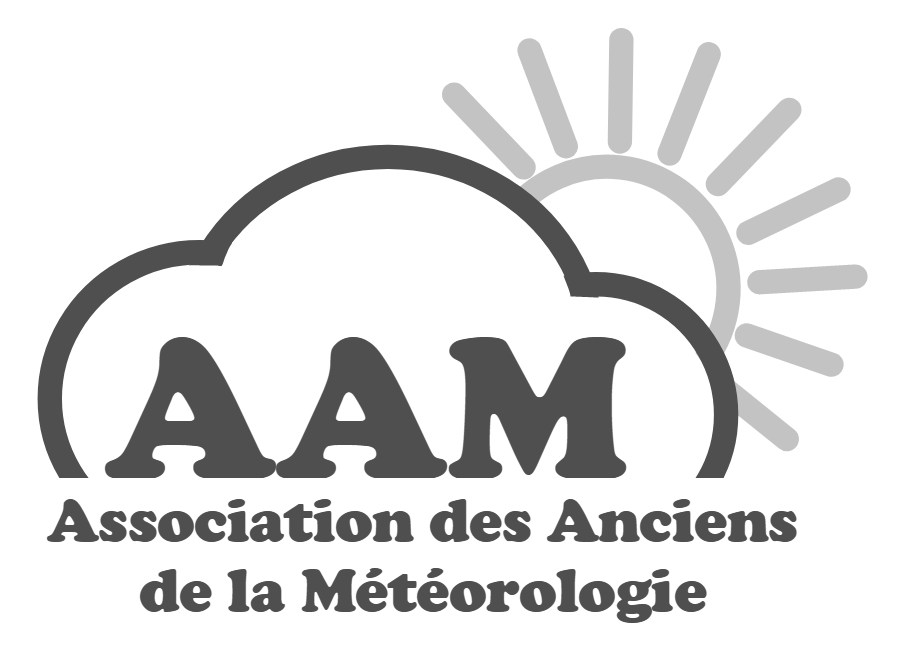 AAM
Association des Anciens
de la Météorologie